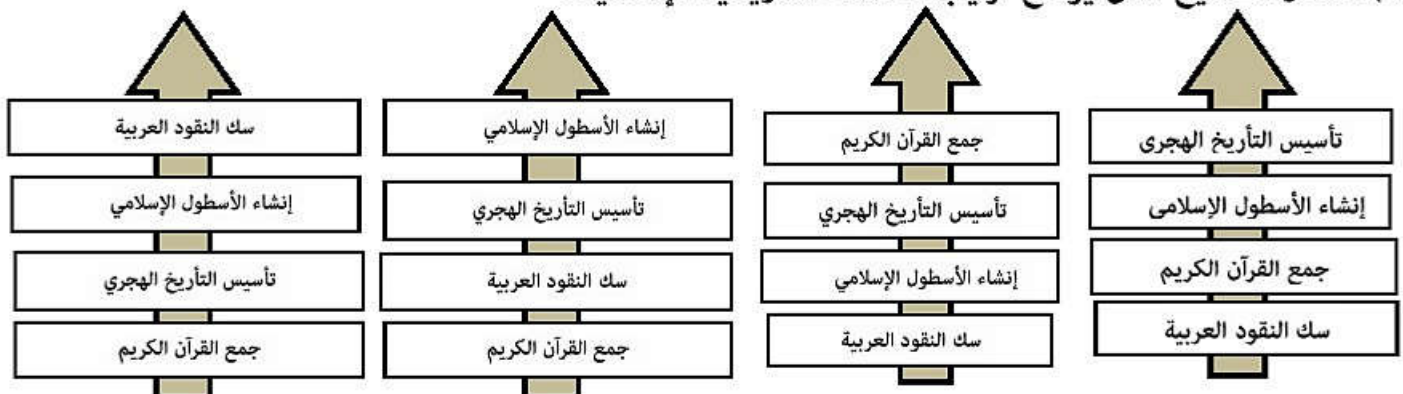 تأسيس التأريخ الهجرى
إنشاء الأسطول الإسلامى
جمع القرآن الكريم
سك النقود العربية
جمع القرآن الكريم
تأسيس التأريخ الهجري
إنشاء الأسطول الإسلامي
سك النقود العربية
إنشاء الأسطول الإسلامي
تأسيس التأريخ الهجري
سك النقود العربية
جمع القرآن الكريم
سك النقود العربية
إنشاء الأسطول الإسلامي
تأسيس التأريخ الهجري
جمع القرآن الكريم